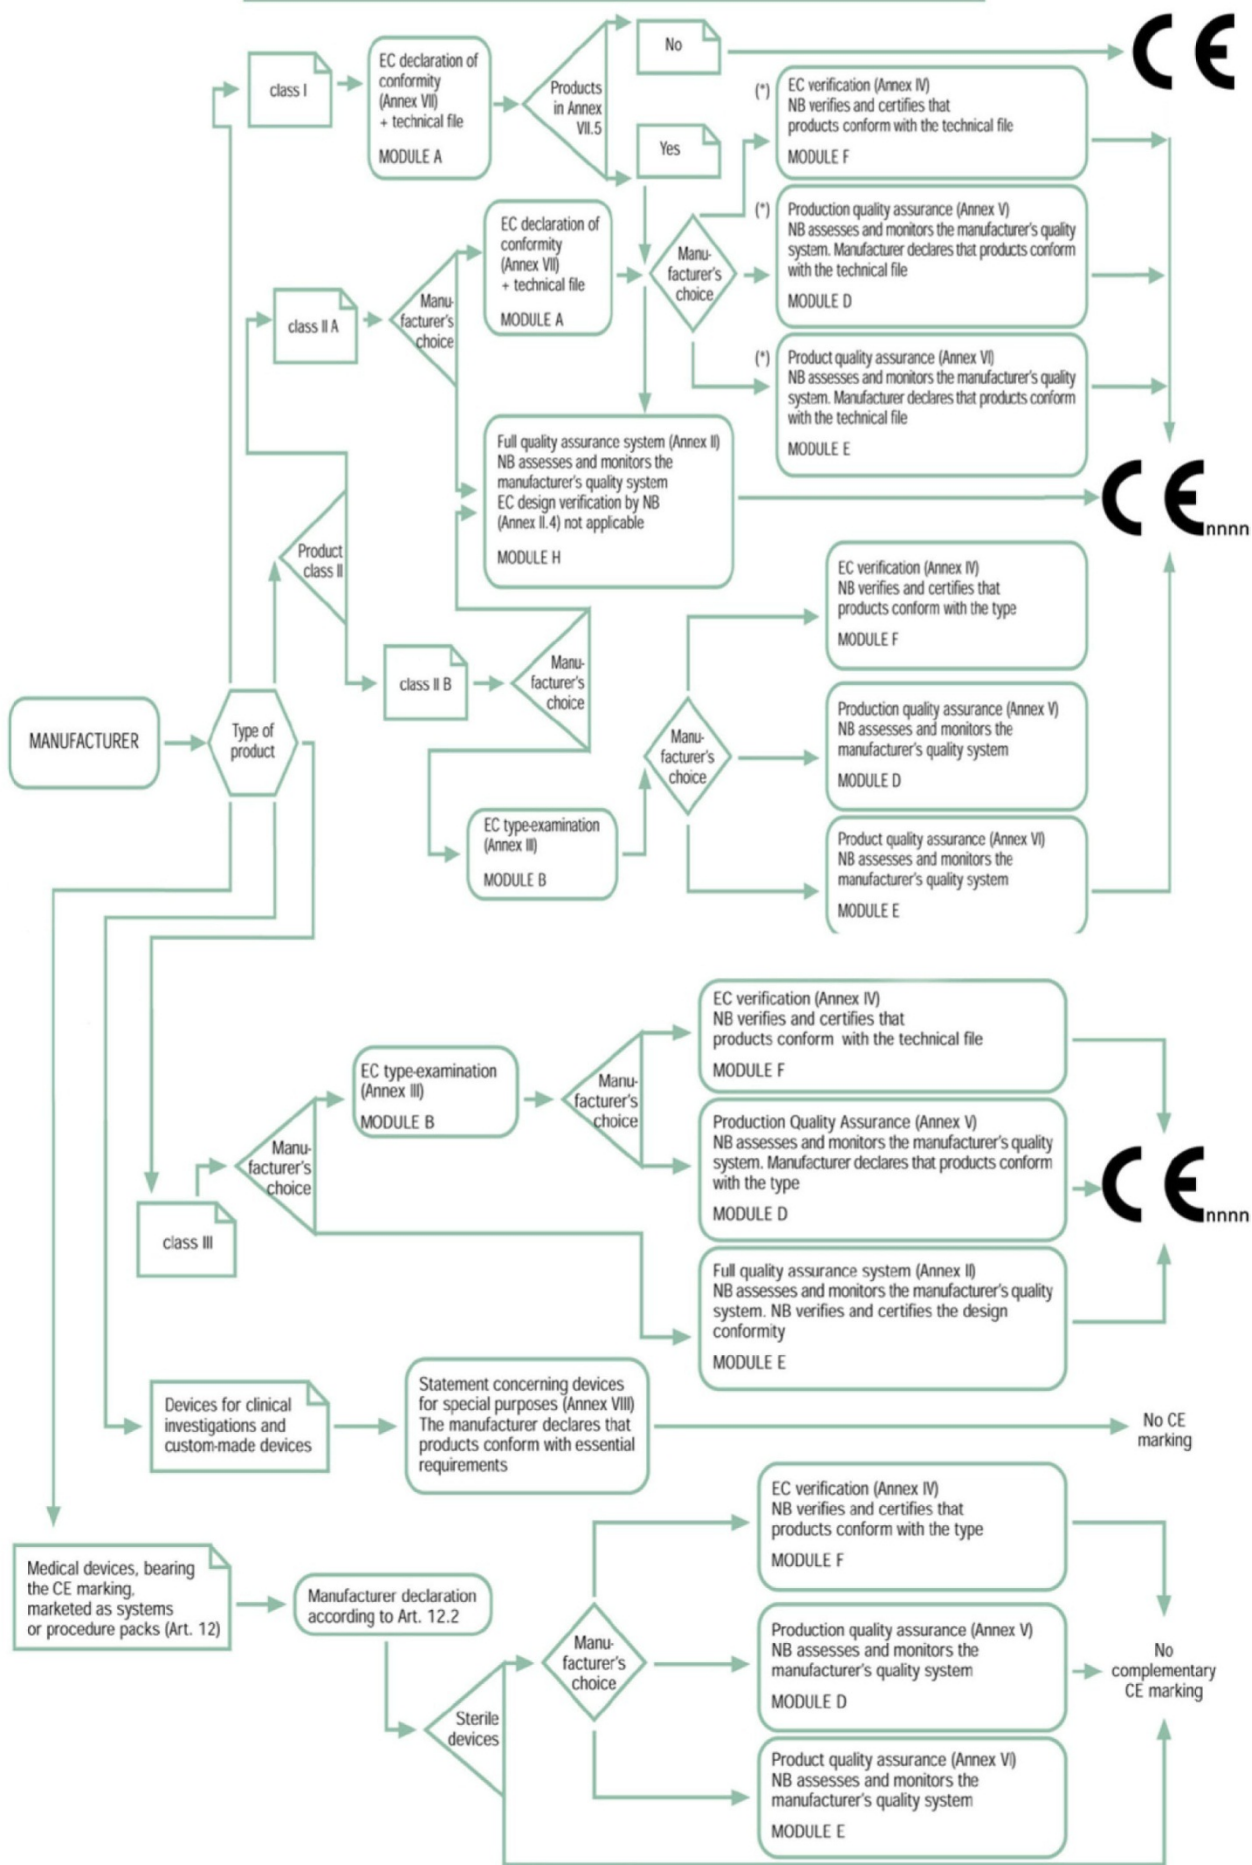 No
class I
EC declaration of
conformity
(Annex VII)
+ technical file
MODULE A
Products
in Annex
VII.5
Yes
CE
(*)
EC verification (Annex IV)
NB verifies and certifies that
products conform with the technical file
MODULE F
(*)
Production quality assurance (Annex V)
NB assesses and monitors the manufacturer's quality
system. Manufacturer declares that products conform
with the technical file
MODULE D
(*)
Product quality assurance (Annex VI)
NB assesses and monitors the manufacturer's quality
system. Manufacturer declares that products conform
with the technical file
MODULE E
class II A
Manu-
facturer's
choice
EC declaration of
conformity
(Annex VII)
+ technical file
MODULE A
Manu-
facturer's
choice
Full quality assurance system (Annex II)
NB assesses and monitors the
manufacturer's quality system
EC design verification by NB
(Annex II.4) not applicable
MODULE H
CE nnnn
Product
class II
class II B
Manu-
facturer's
choice
EC verification (Annex IV)
NB verifies and certifies that
products conform with the type
MODULE F
MANUFACTURER
Type of
product
Manu-
facturer's
choice
Production quality assurance (Annex V)
NB assesses and monitors the
manufacturer's quality system
MODULE D
EC type-examination
(Annex III)
MODULE B
Product quality assurance (Annex VI)
NB assesses and monitors the
manufacturer's quality system
MODULE E
EC verification (Annex IV)
NB verifies and certifies that
products conform with the technical file
MODULE F
EC type-examination
(Annex III)
MODULE B
Manu-
facturer's
choice
Manu-
facturer's
choice
Production Quality Assurance (Annex V)
NB assesses and monitors the manufacturer's quality
system. Manufacturer declares that products conform
with the type
MODULE D
CE nnnn
class III
Full quality assurance system (Annex II)
NB assesses and monitors the manufacturer's quality
system. NB verifies and certifies the design
conformity
MODULE E
Devices for clinical
investigations and
custom-made devices
Statement concerning devices
for special purposes (Annex VIII)
The manufacturer declares that
products conform with essential
requirements
No CE
marking
EC verification (Annex IV)
NB verifies and certifies that
products conform with the type
MODULE F
Medical devices, bearing
the CE marking,
marketed as systems
or procedure packs (Art. 12)
Manufacturer declaration
according to Art. 12.2
Manu-
facturer's
choice
Production quality assurance (Annex V)
NB assesses and monitors the
manufacturer's quality system
MODULE D
No
complementary
CE marking
Sterile
devices
Product quality assurance (Annex VI)
NB assesses and monitors the
manufacturer's quality system
MODULE E